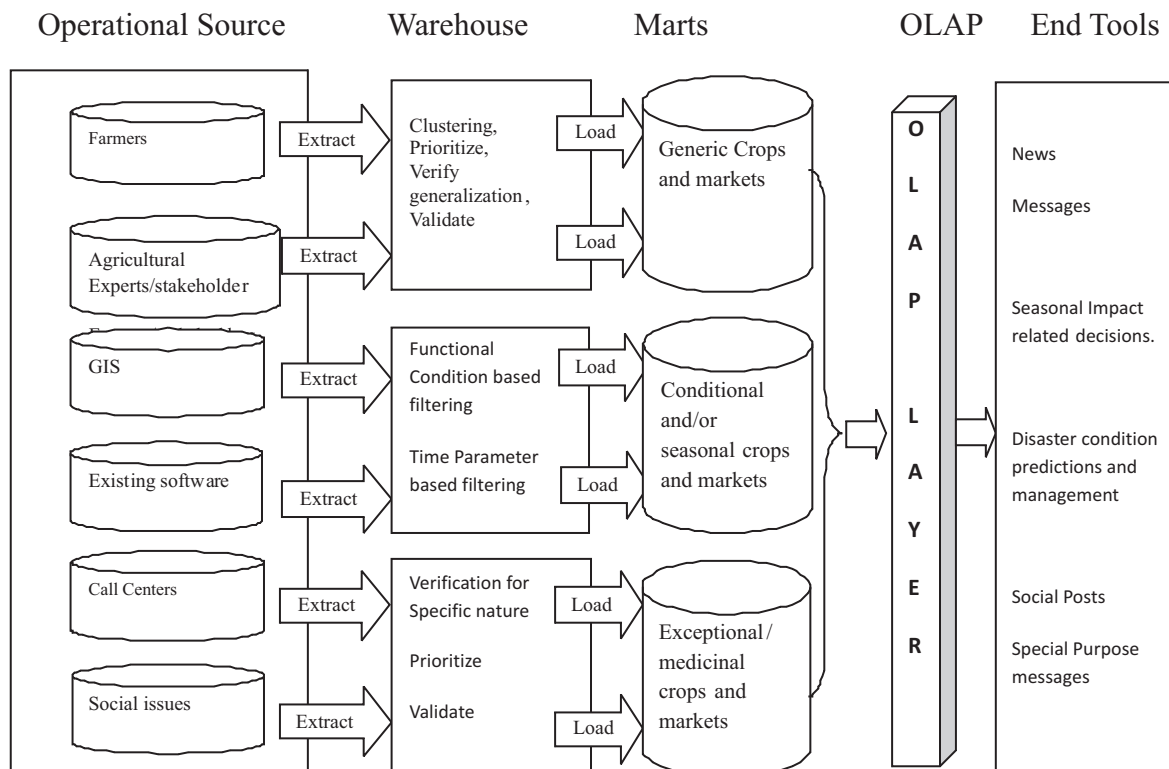 Operational Source
Warehouse
Marts
OLAP
End Tools
Farmers
Extract
Agricultural
Experts/stakeholder
Extract
GIS
Extract
Existing software
Extract
Call Centers
Extract
Social issues
Extract
Clustering,
Prioritize,
Verify
generalization,
Validate
Load
Load
Functional
Condition based
filtering
Time Parameter
based filtering
Load
Load
Verification for
Specific nature
Prioritize
Validate
Load
Load
Generic Crops
and markets
Conditional
and/or
seasonal crops
and markets
Exceptional/
medicinal
crops and
markets
O
L
A
P
L
A
Y
E
R
News
Messages
Seasonal Impact
related decisions.
Disaster condition
predictions and
management
Social Posts
Special Purpose
messages